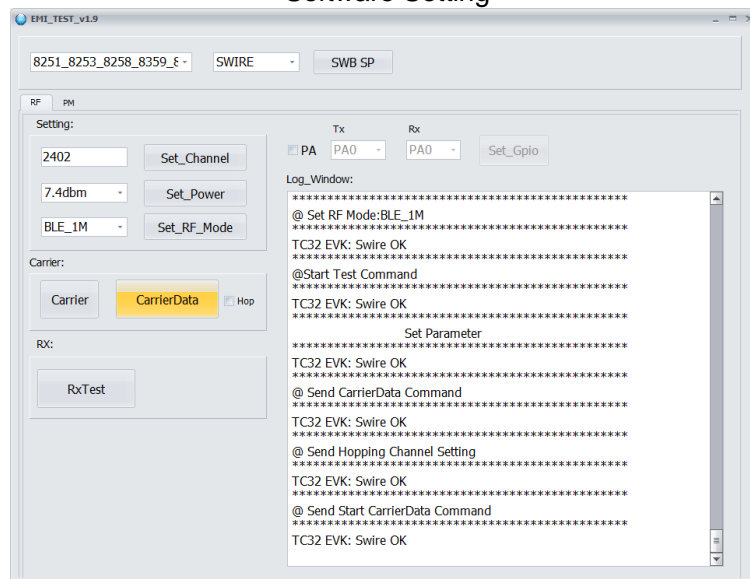 Software Setting
EMI_TEST_v1.9
8251_8253_8258_8359_8
SWIRE
SWB SP
RF PM
Setting:
2402 Set_Channel
7.4dbm Set_Power
BLE_1M Set_RF_Mode
Carrier:
Carrier CarrierData Hop
RX:
RxTest
Tx Rx
PA PA0 PA0 Set_Gpio
Log_Window:
************************************************
@ Set RF Mode:BLE_1M
************************************************
TC32 EVK: Swire OK
************************************************
@Start Test Command
************************************************
TC32 EVK: Swire OK
************************************************
Set Parameter
************************************************
TC32 EVK: Swire OK
************************************************
@ Send CarrierData Command
************************************************
TC32 EVK: Swire OK
************************************************
@ Send Hopping Channel Setting
************************************************
TC32 EVK: Swire OK
************************************************
@ Send Start CarrierData Command
************************************************
TC32 EVK: Swire OK